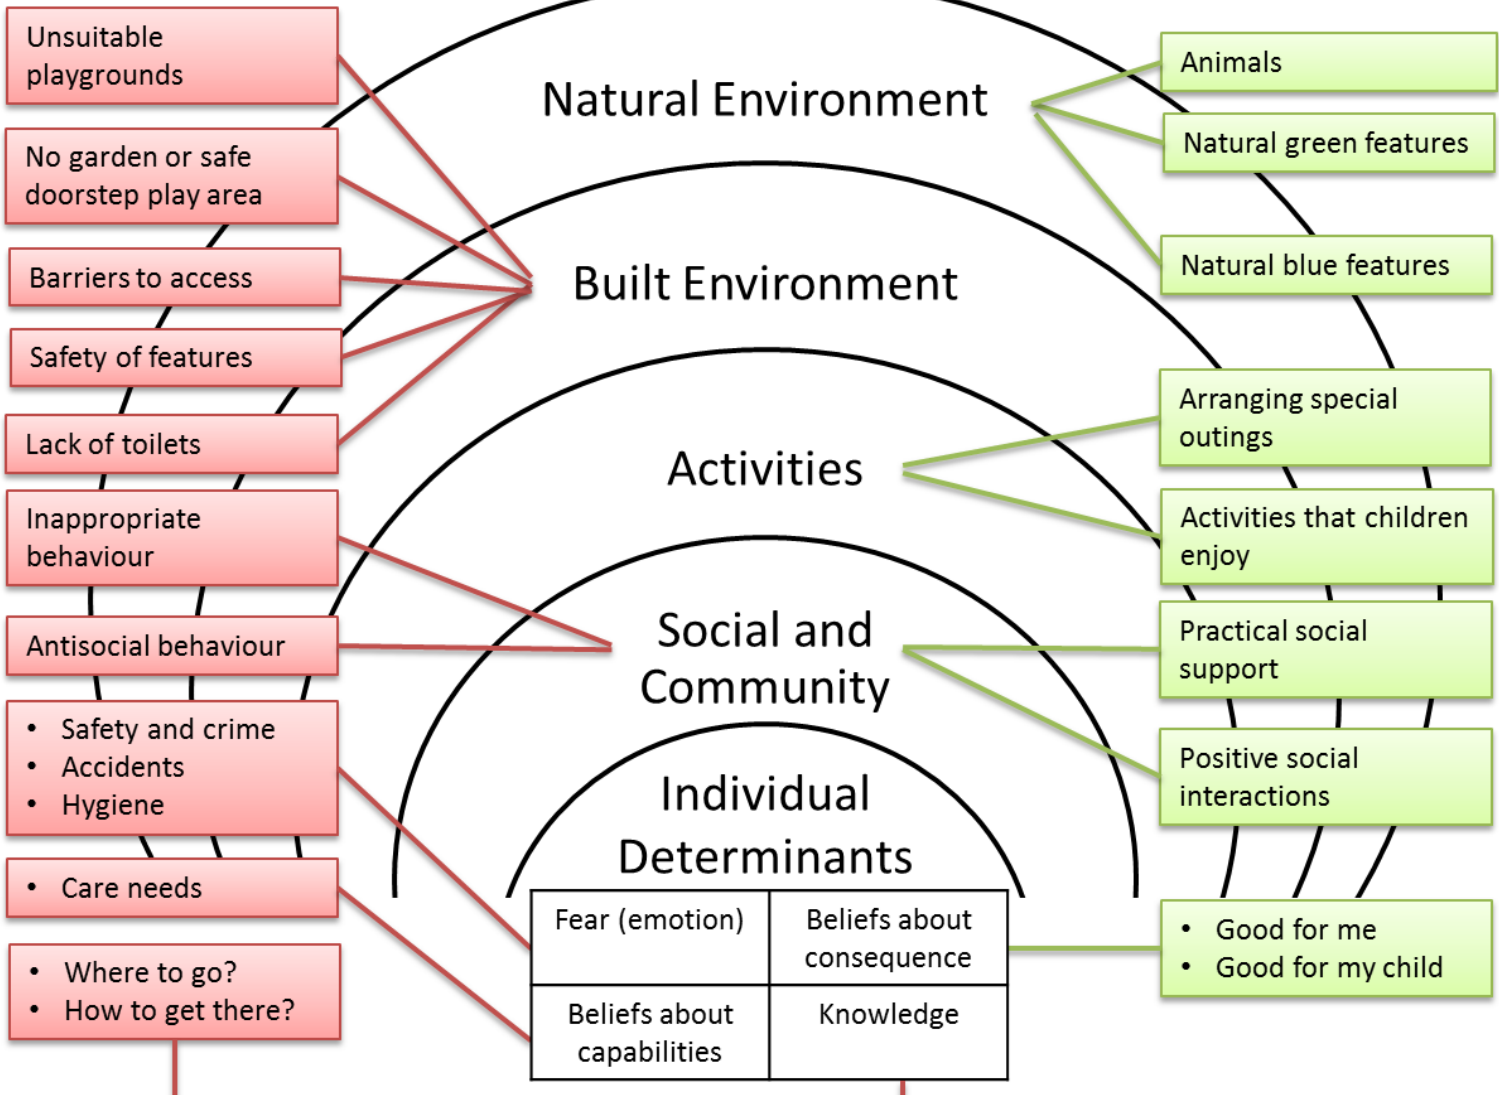 Unsuitable
playgrounds
No garden or safe
doorstep play area
Barriers to access
Safety of features
Lack of toilets
Inappropriate
behaviour
Antisocial behaviour
• Safety and crime
• Accidents
• Hygiene
• Care needs
• Where to go?
• How to get there?
Natural Environment
Built Environment
Activities
Social and
Community
Individual
Determinants
Fear (emotion)
Beliefs about
consequence
Beliefs about
capabilities
Knowledge
Animals
Natural green features
Natural blue features
Arranging special
outings
Activities that children
enjoy
Practical social
support
Positive social
interactions
• Good for me
• Good for my child